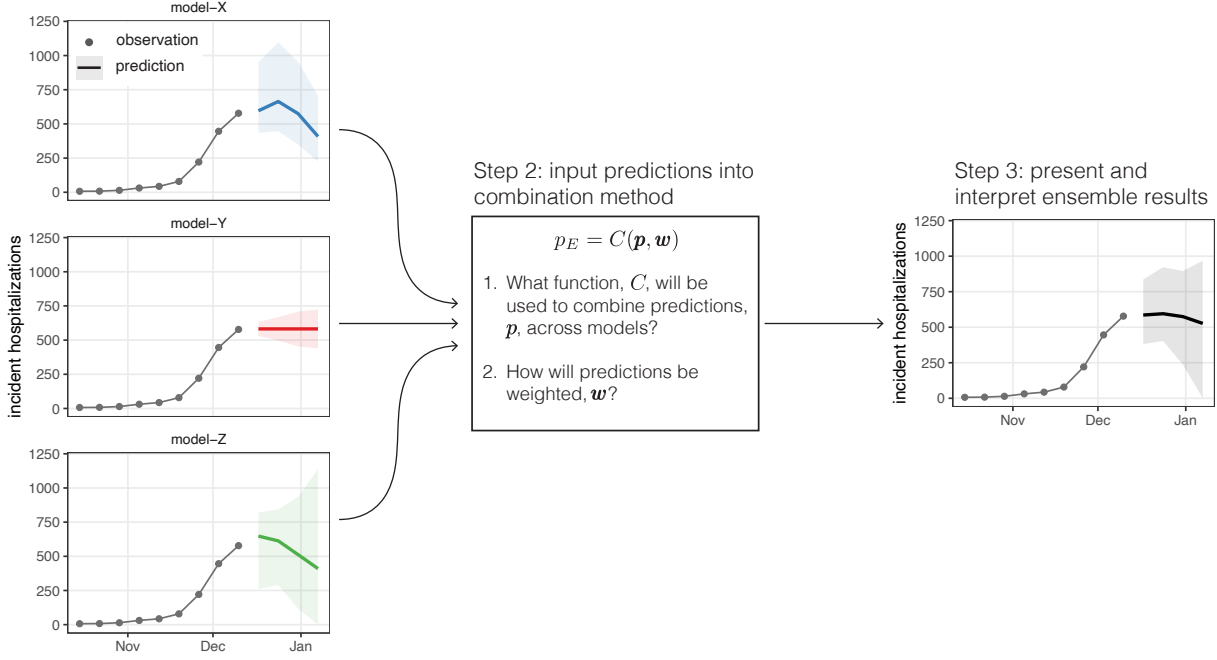 model-X
1250
1000
750
500
250
0
observation
prediction
model-Y
1250
1000
750
500
250
0
incident hospitalizations
model-Z
1250
1000
750
500
250
0
Nov Dec Jan
Step 2: input predictions into
combination method
p_E = C(p, w)
1. What function, C, will be
used to combine predictions,
p, across models?
2. How will predictions be
weighted, w?
Step 3: present and
interpret ensemble results
1250
1000
750
500
250
0
incident hospitalizations
Nov Dec Jan